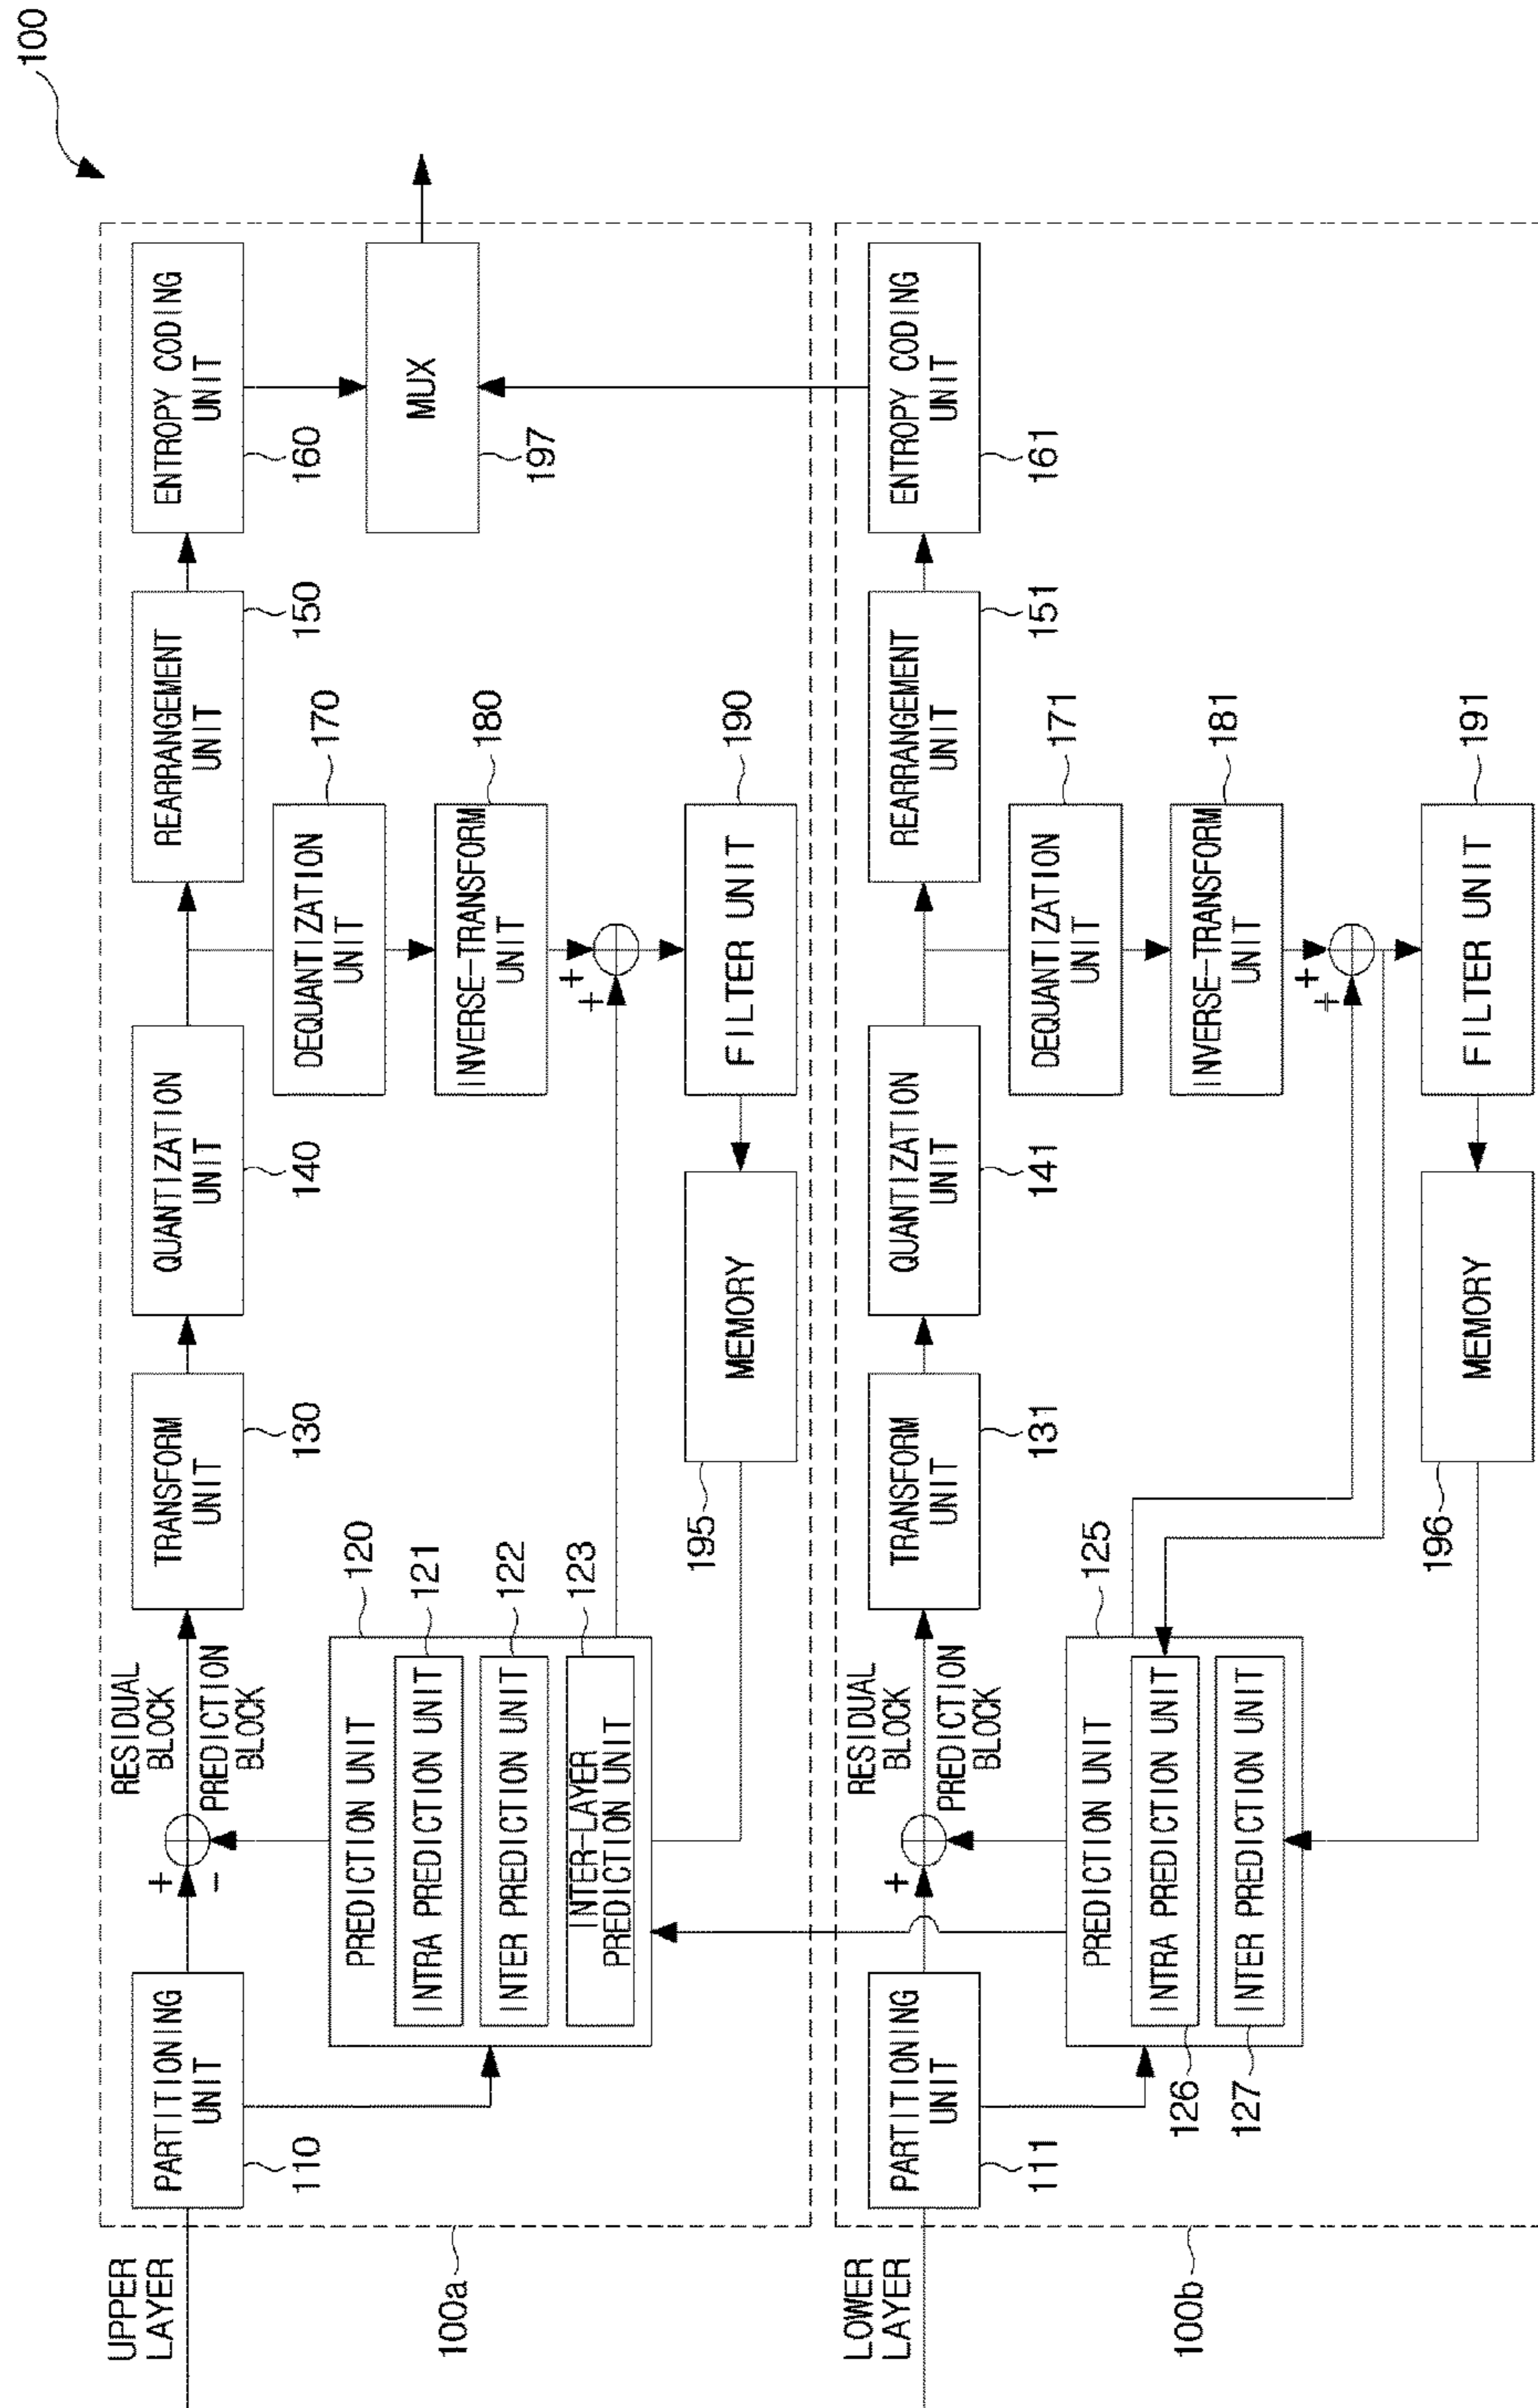 100
UPPER
LAYER
100a
PARTITIONING
UNIT
110
+
-
RESIDUAL
BLOCK
PREDICTION
BLOCK
TRANSFORM
UNIT
130
QUANTIZATION
UNIT
140
REARRANGEMENT
UNIT
150
ENTROPY CODING
UNIT
160
MUX
197
PREDICTION UNIT
120
INTRA PREDICTION UNIT
121
INTER PREDICTION UNIT
122
INTER-LAYER
PREDICTION UNIT
123
DEQUANTIZATION
UNIT
170
INVERSE-TRANSFORM
UNIT
180
+
+
FILTER UNIT
190
MEMORY
195
LOWER
LAYER
100b
PARTITIONING
UNIT
111
+
RESIDUAL
BLOCK
PREDICTION
BLOCK
TRANSFORM
UNIT
131
QUANTIZATION
UNIT
141
REARRANGEMENT
UNIT
151
ENTROPY CODING
UNIT
161
PREDICTION UNIT
125
INTRA PREDICTION UNIT
126
INTER PREDICTION UNIT
127
DEQUANTIZATION
UNIT
171
INVERSE-TRANSFORM
UNIT
181
+
+
FILTER UNIT
191
MEMORY
196